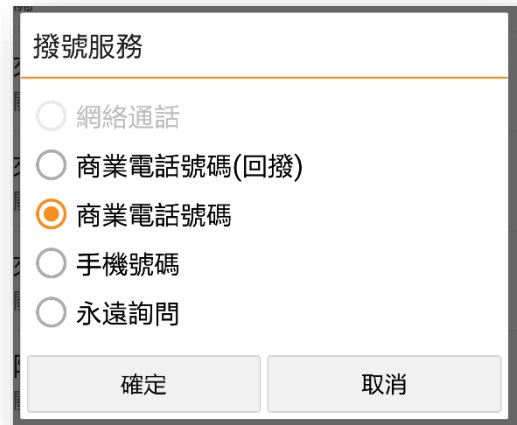 撥號服務
網絡通話
商業電話號碼(回撥)
商業電話號碼
手機號碼
永遠詢問
確定
取消